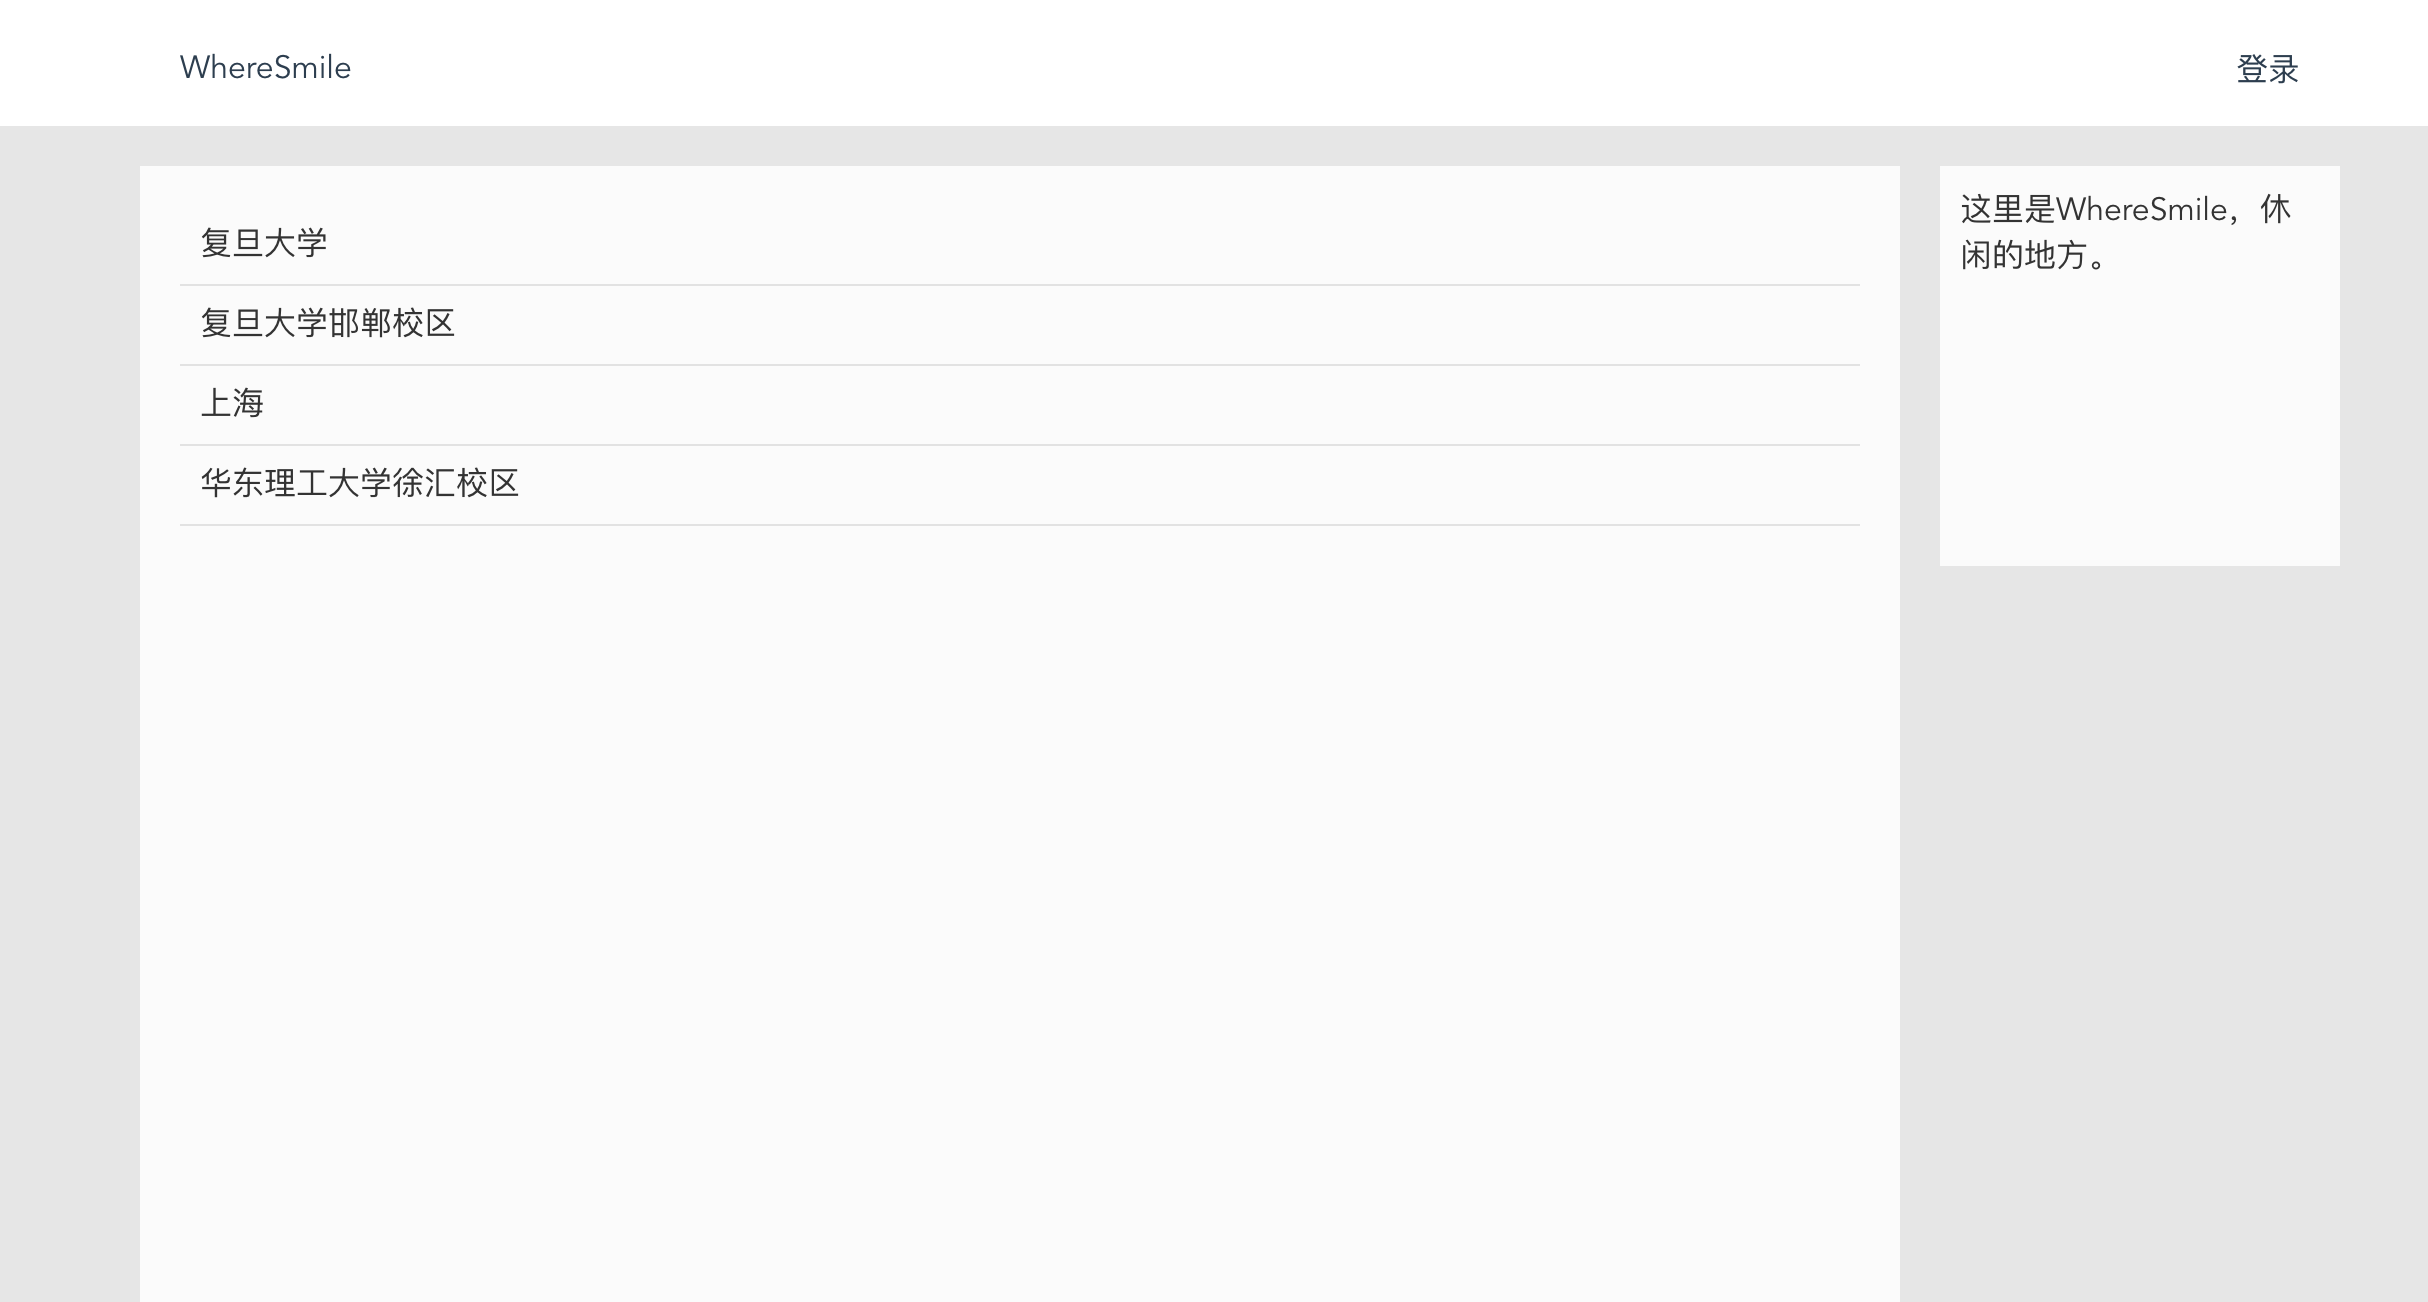 WhereSmile
登录
复旦大学
复旦大学邯郸校区
上海
华东理工大学徐汇校区
这里是WhereSmile，休
闲的地方。